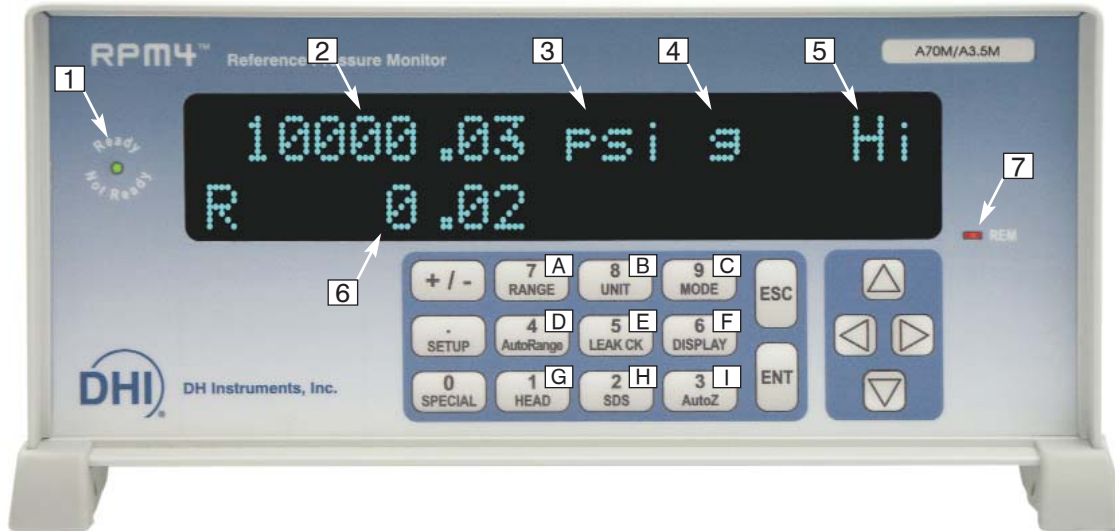 RPM4™ Reference Pressure Monitor
A70M/A3.5M
1
2
3
4
5
Ready
Not Ready
10000.03 psi g Hi
R 0.02
7
REM
6
+ / -
7 A
RANGE
8 B
UNIT
9 C
MODE
ESC
.
SETUP
4 D
AutoRange
5 E
LEAK CK
6 F
DISPLAY
0
SPECIAL
1 G
HEAD
2 H
SDS
3 I
AutoZ
ENT
DHI® DH Instruments, Inc.